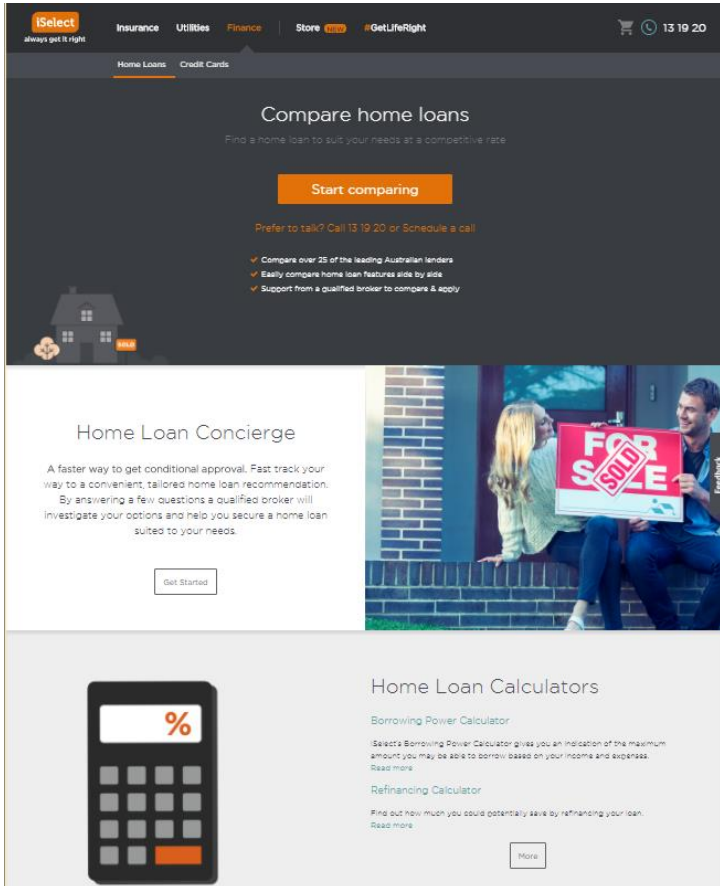 iSelect
always get it right
Insurance Utilities Finance Store NEW #GetLifeRight
13 19 20
Home Loans Credit Cards
Compare home loans
Find a home loan to suit your needs at a competitive rate
Start comparing
Prefer to talk? Call 13 19 20 or Schedule a call
Compare over 25 of the leading Australian lenders
Easily compare home loan features side by side
Support from a qualified broker to compare & apply
SOLD
Home Loan Concierge
A faster way to get conditional approval. Fast track your
way to a convenient, tailored home loan recommendation.
By answering a few questions a qualified broker will
investigate your options and help you secure a home loan
suited to your needs.
Get Started
FOR
SALE
SOLD
Feedback
%
Home Loan Calculators
Borrowing Power Calculator
iSelect's Borrowing Power Calculator gives you an indication of the maximum
amount you may be able to borrow based on your income and expenses.
Read more
Refinancing Calculator
Find out how much you could potentially save by refinancing your loan.
Read more
More